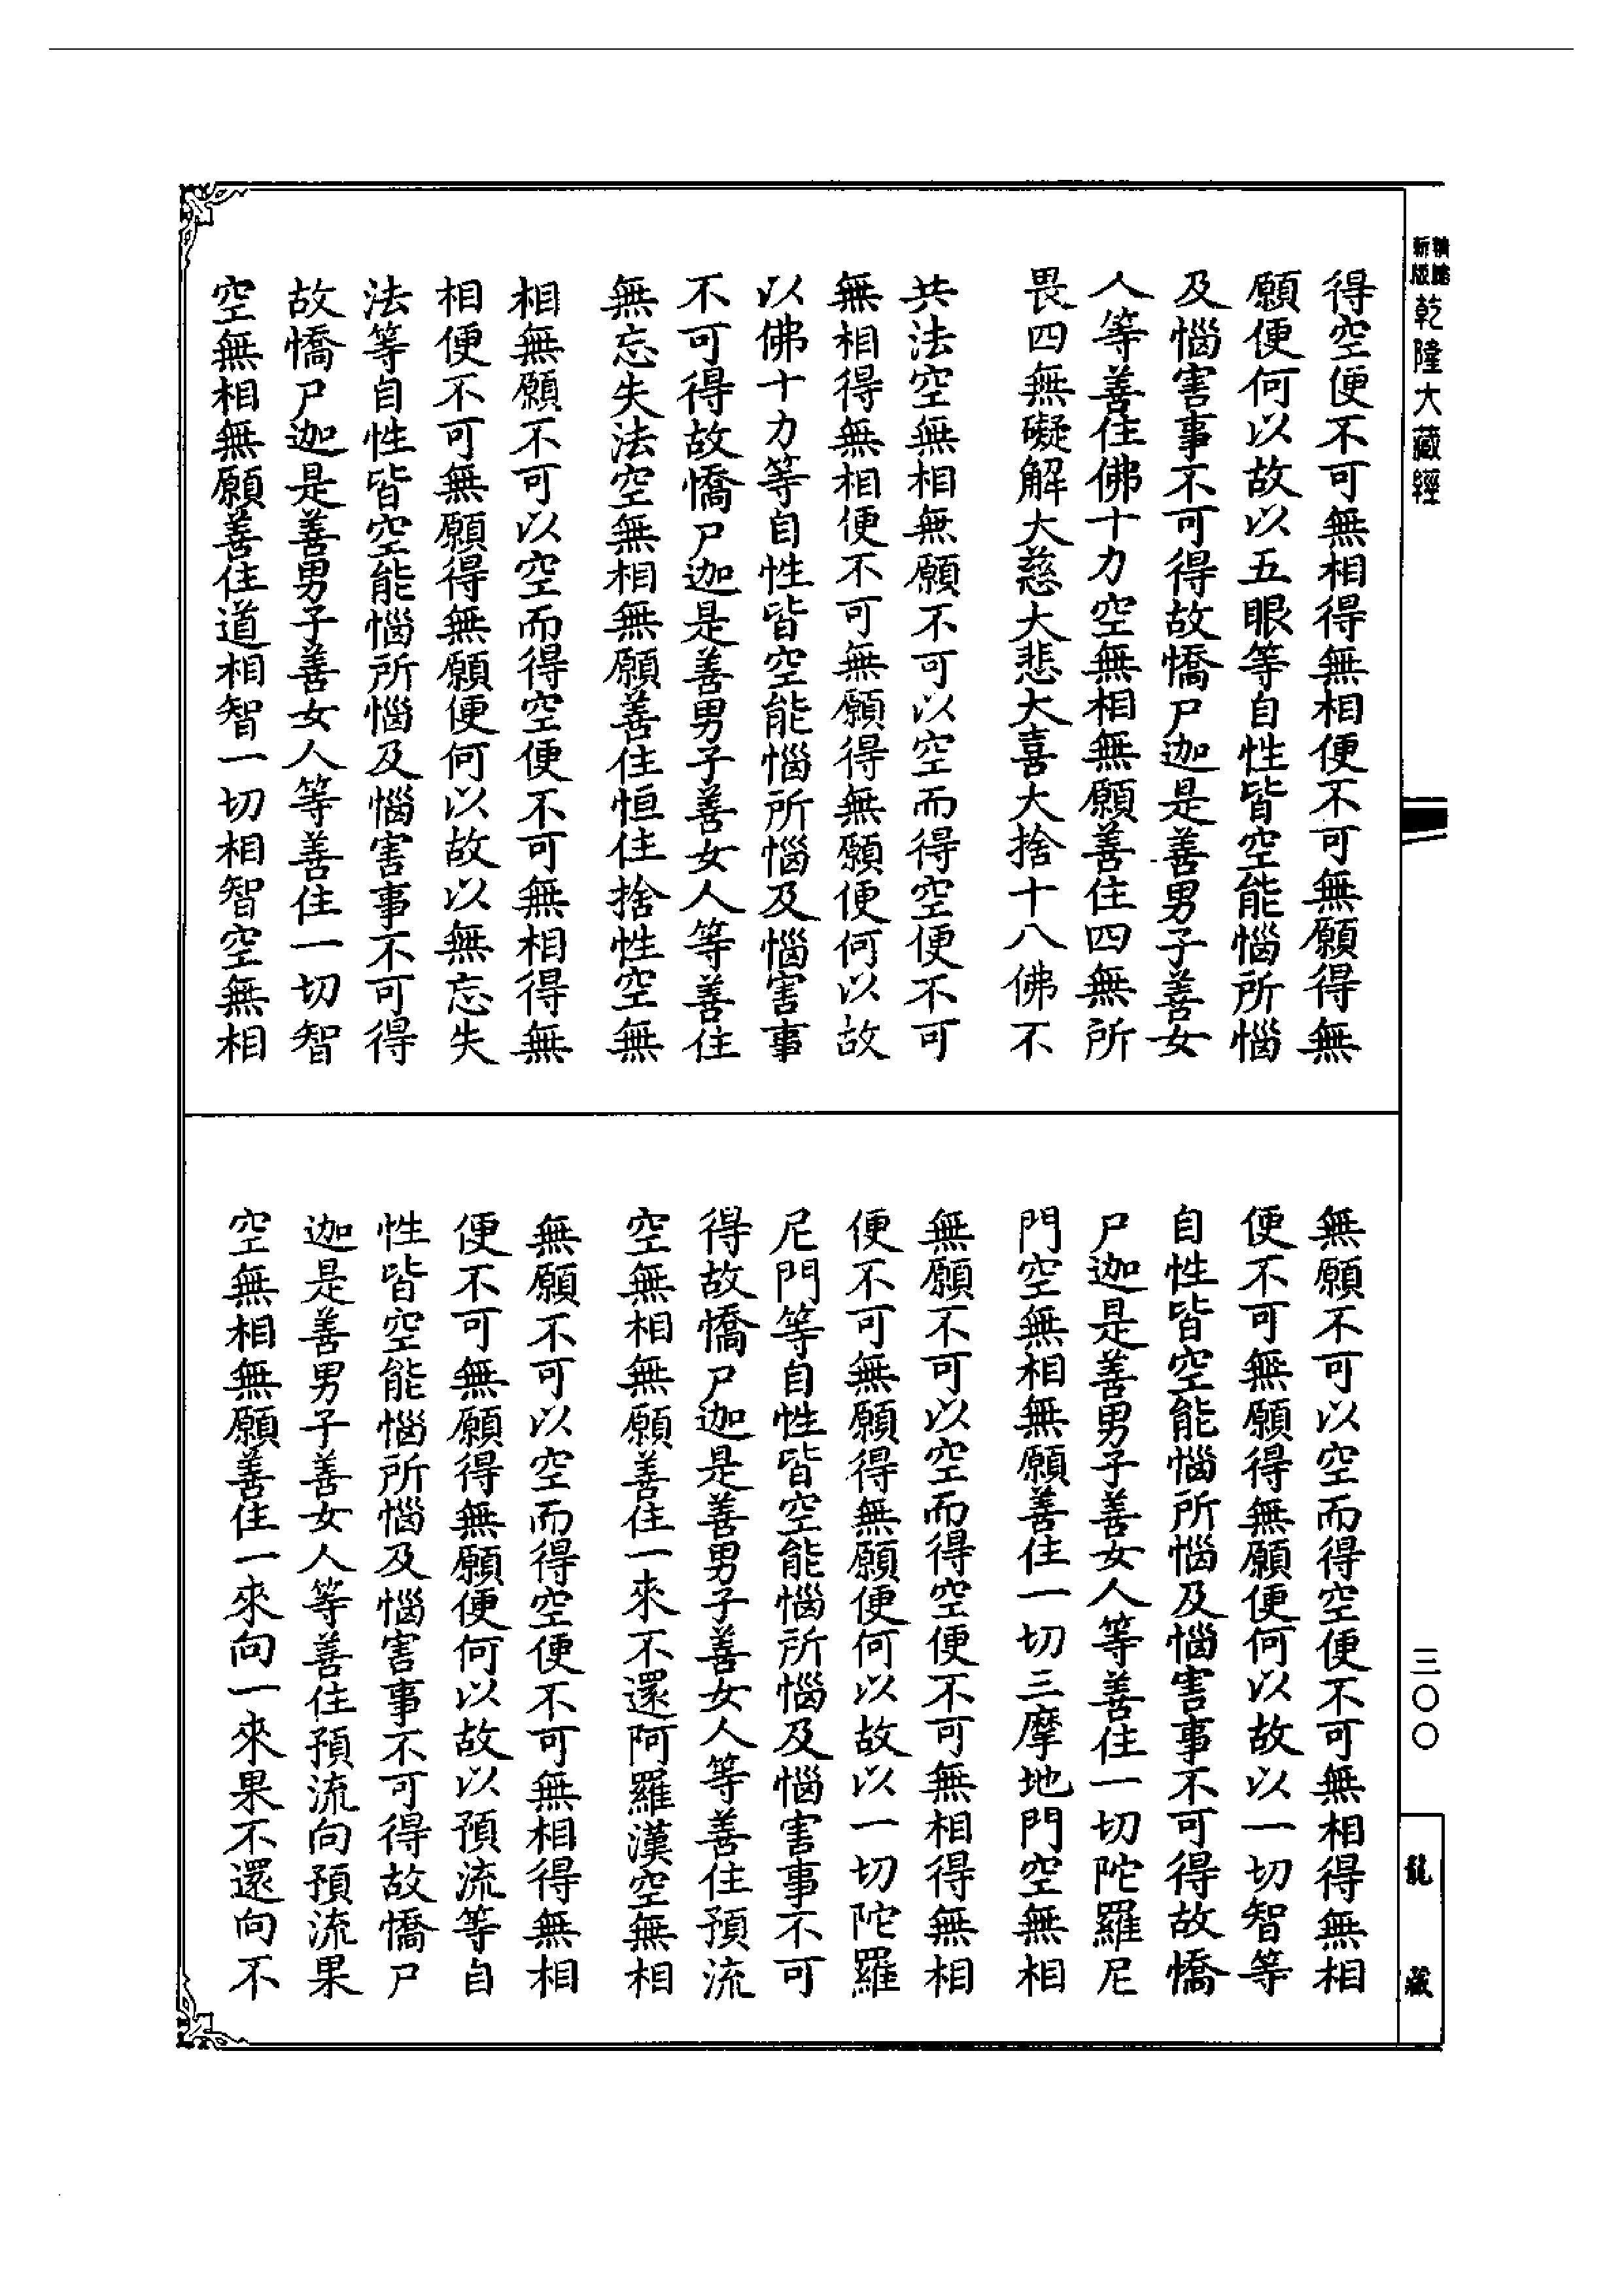 得空便不可無相得無相便不可無願得無
願便何以故以五眼等自性皆空能惱所惱
及惱害事不可得故憍尸迦是善男子善女
人等善住佛十力空無相無願善住四無所
畏四無礙解大慈大悲大喜大捨十八佛不
共法空無相無願不可以空而得空便不可
無相得無相便不可無願得無願便何以故
以佛十力等自性皆空能惱所惱及惱害事
不可得故憍尸迦是善男子善女人等善住
無忘失法空無相無願善住恒住捨性空無
相無願不可以空而得空便不可無相得無
相便不可無願得無願便何以故以無忘失
法等自性皆空能惱所惱及惱害事不可得
故憍尸迦是善男子善女人等善住一切智
空無相無願善住道相智一切相智空無相
無願不可以空而得空便不可無相得無相
便不可無願得無願便何以故以一切智等
自性皆空能惱所惱及惱害事不可得故憍
尸迦是善男子善女人等善住一切陀羅尼
門空無相無願善住一切三摩地門空無相
無願不可以空而得空便不可無相得無相
便不可無願得無願便何以故以一切陀羅
尼門等自性皆空能惱所惱及惱害事不可
得故憍尸迦是善男子善女人等善住預流
空無相無願善住一來不還阿羅漢空無相
無願不可以空而得空便不可無相得無相
便不可無願得無願便何以故以預流等自
性皆空能惱所惱及惱害事不可得故憍尸
迦是善男子善女人等善住預流向預流果
空無相無願善住一來向一來果不還向不
新版
乾隆大藏經
三〇〇
龍藏